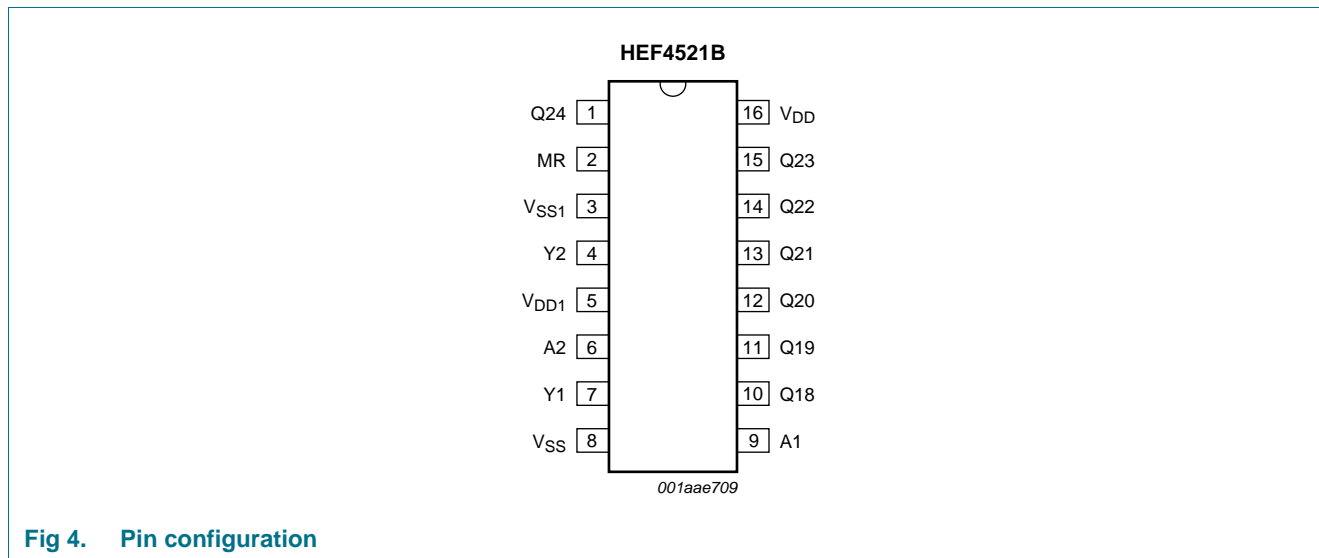 HEF4521B
Q24 1 16 VDD
MR 2 15 Q23
VSS1 3 14 Q22
Y2 4 13 Q21
VDD1 5 12 Q20
A2 6 11 Q19
Y1 7 10 Q18
VSS 8 9 A1
001aae709
Fig 4. Pin configuration